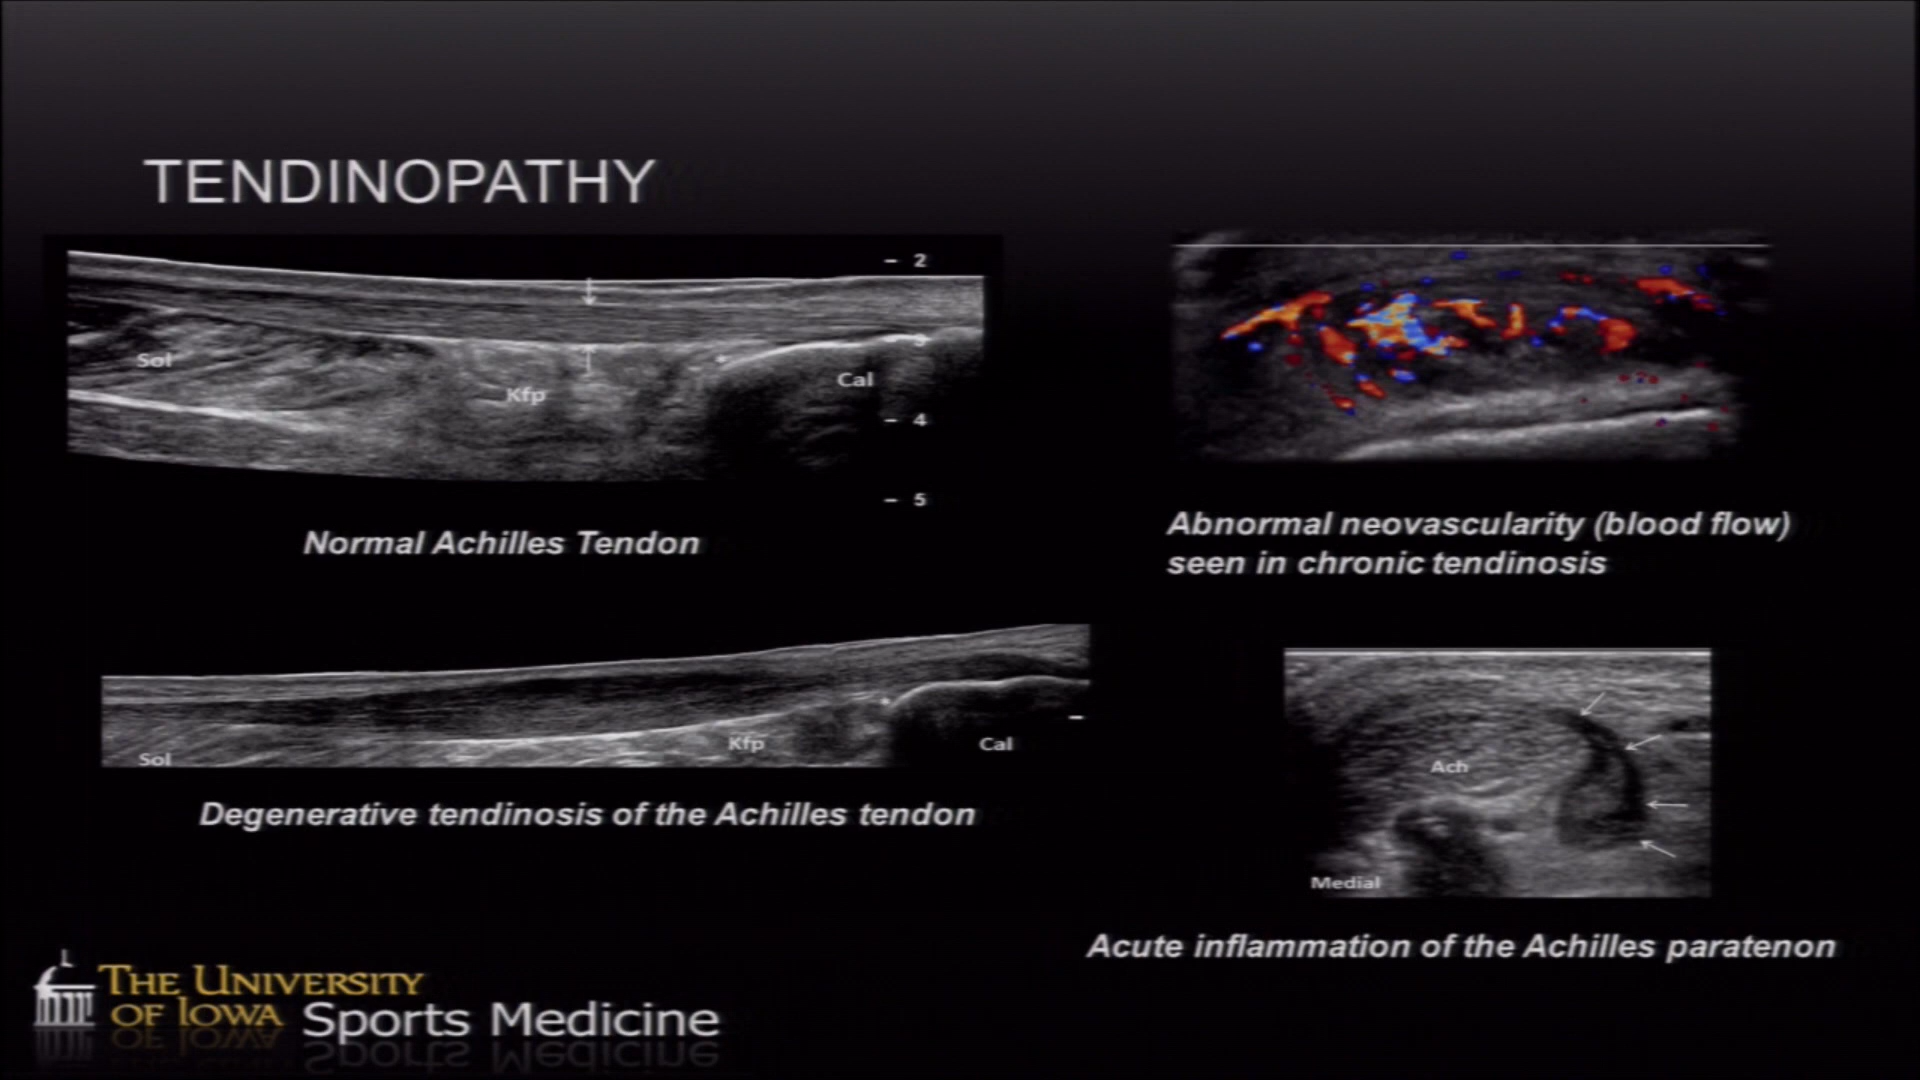 TENDINOPATHY
2
3
4
5
Sol
Kfp
Cal
Normal Achilles Tendon
Abnormal neovascularity (blood flow)
seen in chronic tendinosis
Sol
Kfp
Cal
Degenerative tendinosis of the Achilles tendon
Ach
Medial
Acute inflammation of the Achilles paratenon
THE UNIVERSITY
OF IOWA Sports Medicine